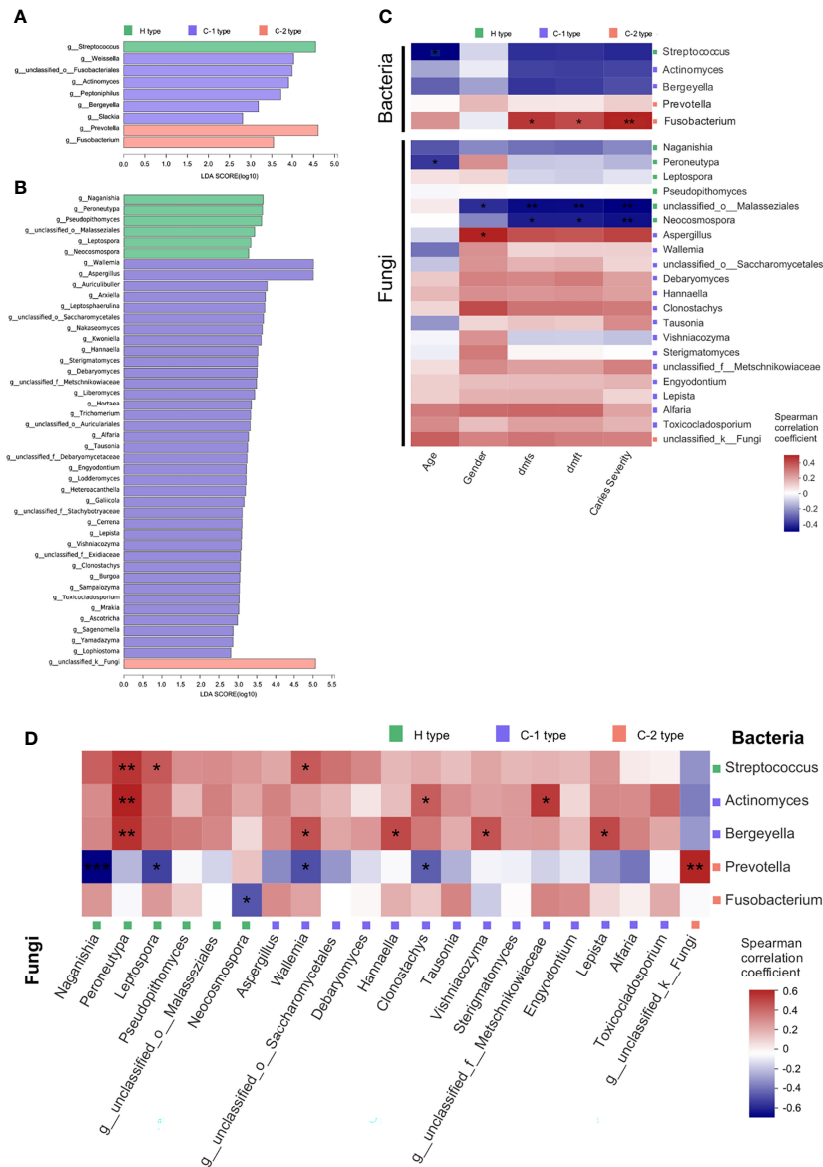 A
H type C-1 type C-2 type
g__Streptococcus
g__Weissella
g__unclassified_o__Fusobacteriales
g__Actinomyces
g__Peptoniphilus
g__Bergeyella
g__Slackia
g__Prevotella
g__Fusobacterium
0.0 0.5 1.0 1.5 2.0 2.5 3.0 3.5 4.0 4.5 5.0
LDA SCORE(log10)
B
g__Naganishia
g__Peroneutypa
g__Pseudopithomyces
g__unclassified_o__Malasseziales
g__Leptospora
g__Neocosmospora
g__Wallemia
g__Aspergillus
g__Auriculibuller
g__Arxiella
g__Leptosphaerulina
g__unclassified_o__Saccharomycetales
g__Nakaseomyces
g__Kwoniella
g__Hannaella
g__Sterigmatomyces
g__Debaryomyces
g__unclassified_f__Metschnikowiaceae
g__Liberomyces
g__Hortaea
g__Trichomerium
g__unclassified_o__Auriculariales
g__Alfaria
g__Tausonia
g__unclassified_f__Debaryomycetaceae
g__Engyodontium
g__Lodderomyces
g__Heteroacanthella
g__Galiicola
g__unclassified_f__Stachybotryaceae
g__Cerrena
g__Lepista
g__Vishniacozyma
g__unclassified_f__Exidiaceae
g__Clonostachys
g__Burgoa
g__Sampaiozyma
g__Toxicocladosporium
g__Mrakia
g__Ascotricha
g__Sagenomella
g__Yamadazyma
g__Lophiostoma
g__unclassified_k__Fungi
0.0 0.5 1.0 1.5 2.0 2.5 3.0 3.5 4.0 4.5 5.0 5.5
LDA SCORE(log10)
C
H type C-1 type C-2 type
Bacteria
Streptococcus
Actinomyces
Bergeyella
Prevotella
* * ** Fusobacterium
Fungi
Naganishia
* Peroneutypa
Leptospora
Pseudopithomyces
* ** ** ** unclassified_o__Malasseziales
* * ** Neocosmospora
* Aspergillus
Wallemia
unclassified_o__Saccharomycetales
Debaryomyces
Hannaella
Clonostachys
Tausonia
Vishniacozyma
Sterigmatomyces
unclassified_f__Metschnikowiaceae
Engyodontium
Lepista
Alfaria
Toxicocladosporium
unclassified_k__Fungi
Age
Gender
dmfs
dmft
Caries Severity
Spearman
correlation
coefficient
0.4
0.2
0
-0.2
-0.4
D
H type C-1 type C-2 type
Bacteria
** * * Streptococcus
** * * Actinomyces
** * * * * Bergeyella
*** * * * ** Prevotella
* Fusobacterium
Fungi
Naganishia
Peroneutypa
Leptospora
Pseudopithomyces
g__unclassified_o__Malasseziales
Neocosmospora
Aspergillus
Wallemia
g__unclassified_o__Saccharomycetales
Debaryomyces
Hannaella
Clonostachys
Tausonia
Vishniacozyma
Sterigmatomyces
g__unclassified_f__Metschnikowiaceae
Engyodontium
Lepista
Alfaria
Toxicocladosporium
g__unclassified_k__Fungi
Spearman
correlation
coefficient
0.6
0.4
0.2
0
-0.2
-0.4
-0.6